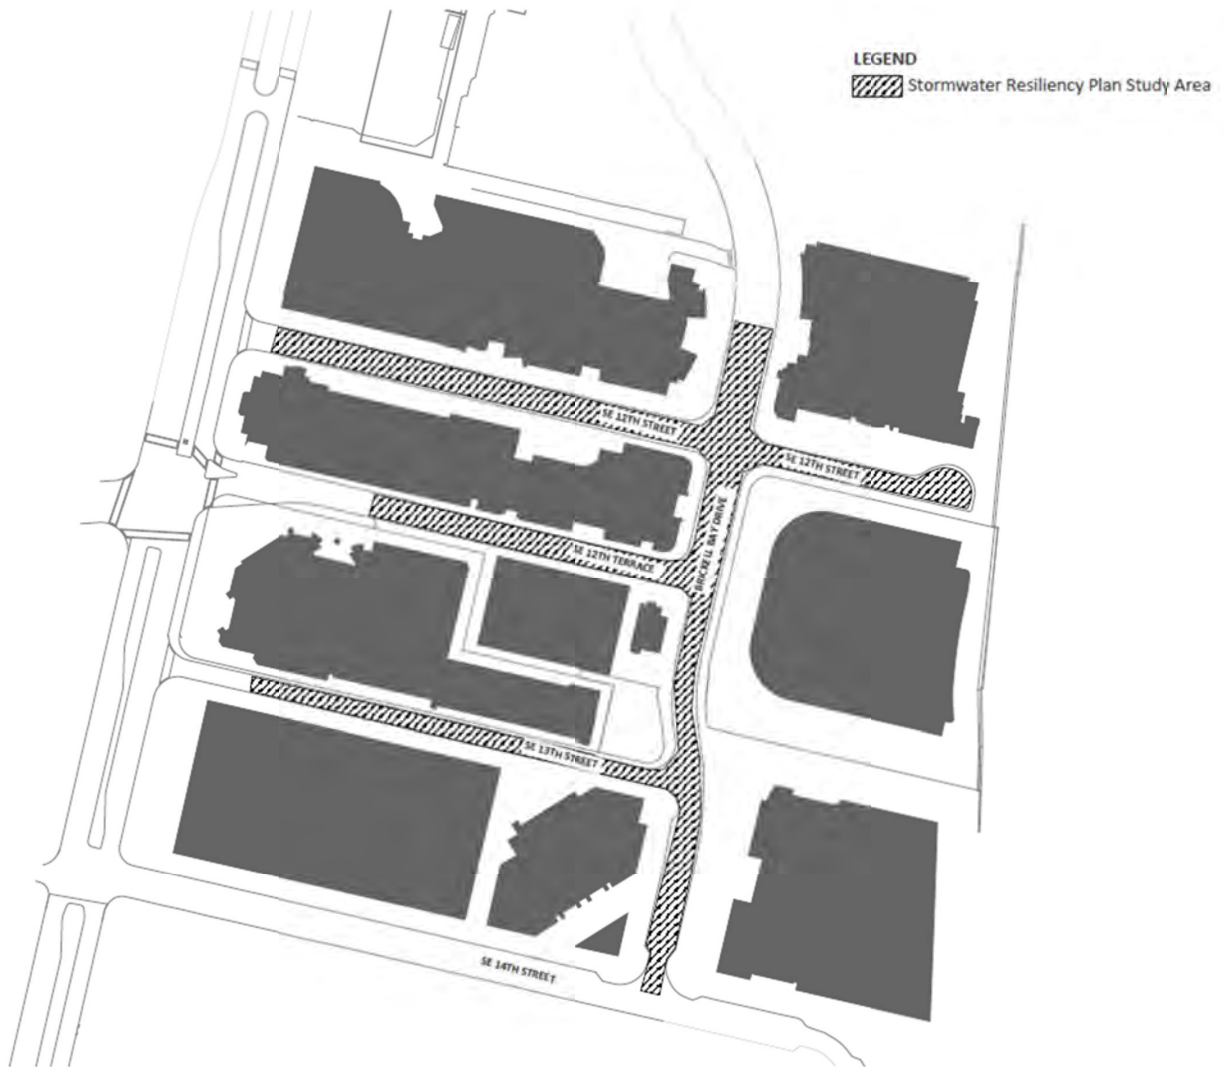 LEGEND
Stormwater Resiliency Plan Study Area
SE 12TH STREET
SE 12TH STREET
BRICKELL BAY DRIVE
SE 12TH TERRACE
SE 13TH STREET
SE 14TH STREET